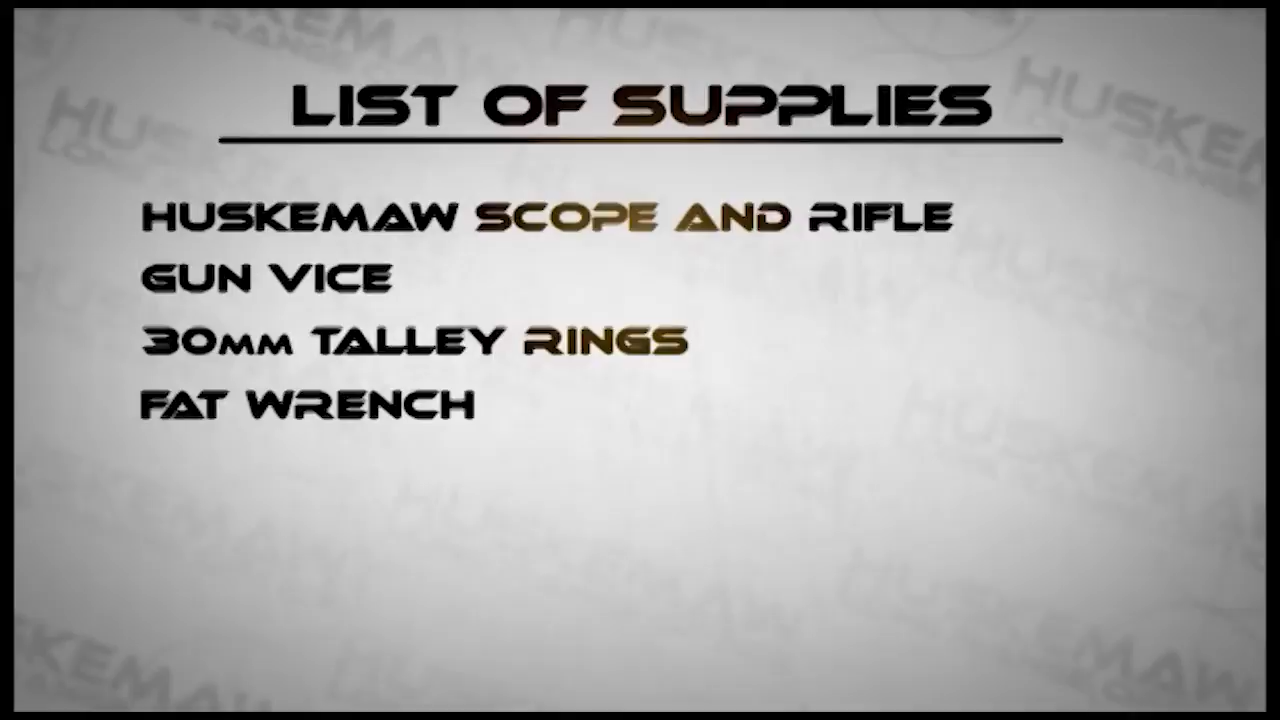 LIST OF SUPPLIES
HUSKEMAW SCOPE AND RIFLE
GUN VICE
30MM TALLEY RINGS
FAT WRENCH